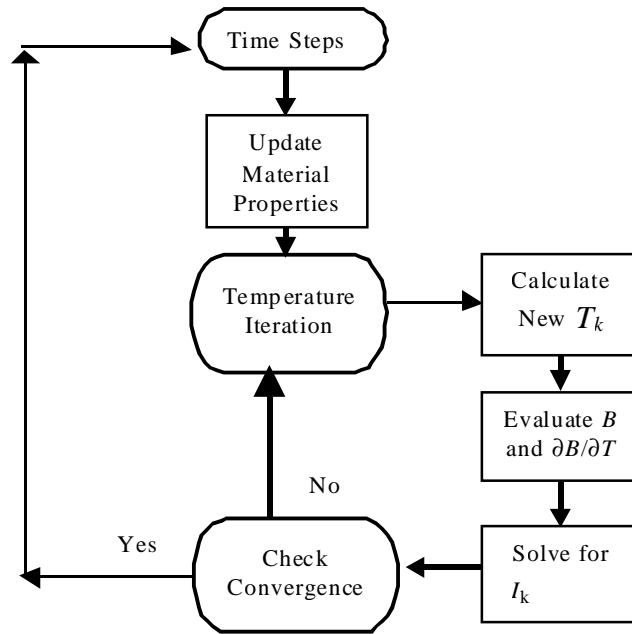 Time Steps
Update
Material
Properties
Temperature
Iteration
Calculate
New T_k
Evaluate B
and ∂B/∂T
Solve for
I_k
Check
Convergence
No
Yes